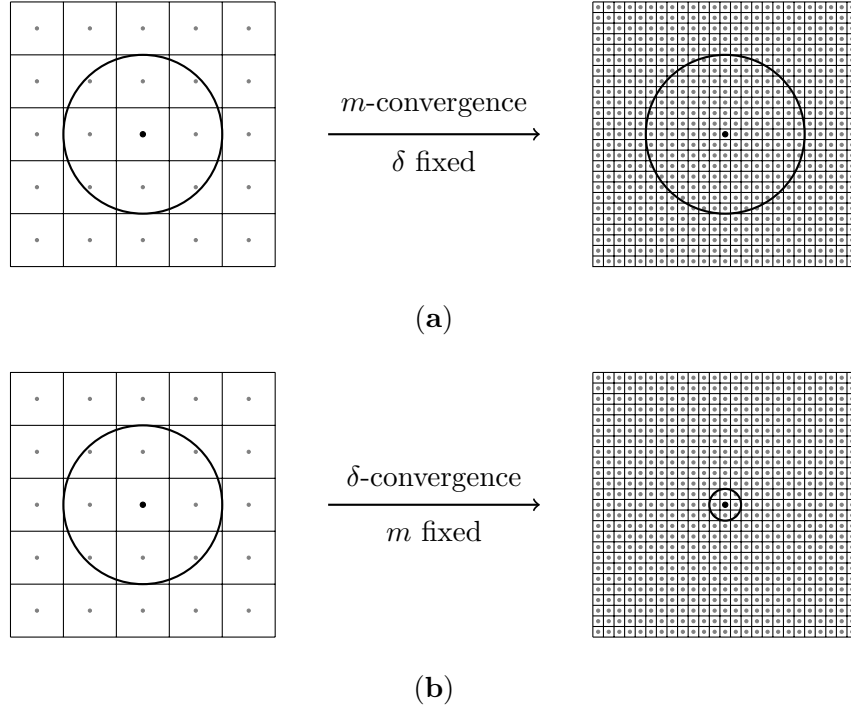 m-convergence
δ fixed
(a)
δ-convergence
m fixed
(b)